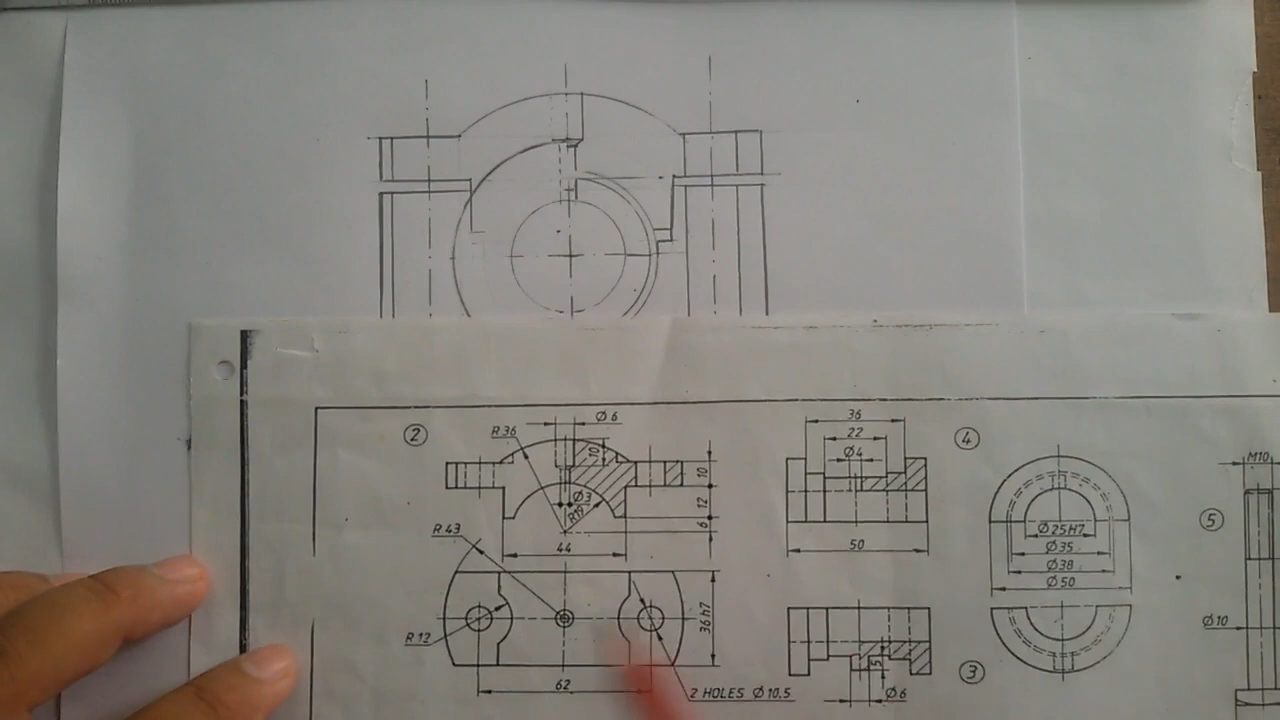 Ø 6
36
R.36
②
④
22
M10
10
Ø4
10
Ø3
12
⑤
R19
Ø 25H7
6
R.43
44
50
Ø35
Ø38
Ø50
36 h7
Ø10
R.12
5
③
62
2 HOLES Ø 10.5
Ø6